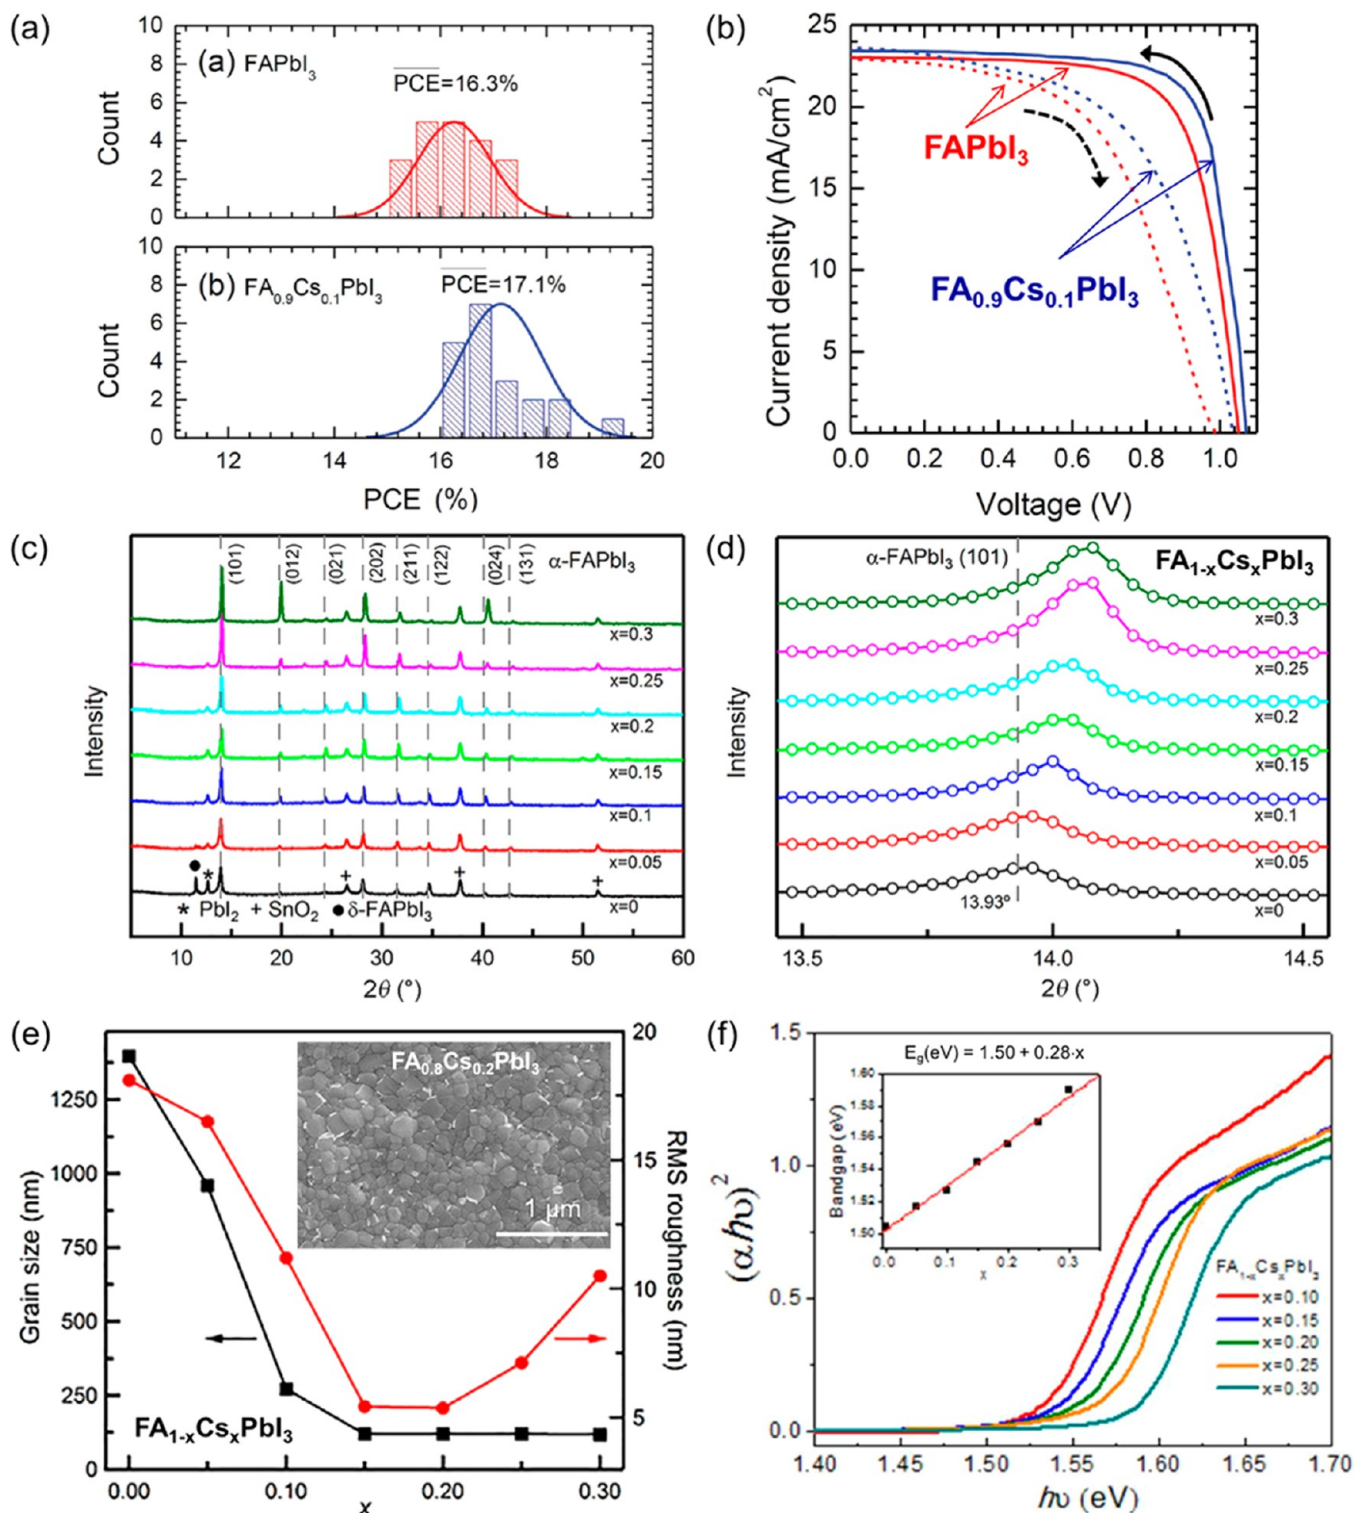 (a)
10
8
6
4
2
0
Count
(a) FAPbI₃
PCE=16.3%
10
8
6
4
2
0
Count
(b) FA₀.₉Cs₀.₁PbI₃
PCE=17.1%
12 14 16 18 20
PCE (%)
(b)
25
20
15
10
5
0
Current density (mA/cm²)
FAPbI₃
FA₀.₉Cs₀.₁PbI₃
0.0 0.2 0.4 0.6 0.8 1.0
Voltage (V)
(c)
(101) (012) (021) (202) (211) (122) (024) (131)
α-FAPbI₃
x=0.3
x=0.25
x=0.2
x=0.15
x=0.1
x=0.05
x=0
* + + +
* PbI₂ + SnO₂ ● δ-FAPbI₃
Intensity
10 20 30 40 50 60
2θ (°)
(d)
α-FAPbI₃ (101)
FA₁₋ₓCsₓPbI₃
x=0.3
x=0.25
x=0.2
x=0.15
x=0.1
x=0.05
13.93°
x=0
Intensity
13.5 14.0 14.5
2θ (°)
(e)
1250
1000
750
500
250
0
Grain size (nm)
FA₀.₈Cs₀.₂PbI₃
1 μm
20
15
10
5
RMS roughness (nm)
FA₁₋ₓCsₓPbI₃
0.00 0.10 0.20 0.30
x
(f)
1.5
1.0
0.5
0.0
(αhυ)²
E_g(eV) = 1.50 + 0.28·x
1.60
1.58
1.56
1.54
1.52
1.50
Bandgap (eV)
0.0 0.1 0.2 0.3
x
FA₁₋ₓCsₓPbI₃
x=0.10
x=0.15
x=0.20
x=0.25
x=0.30
1.40 1.45 1.50 1.55 1.60 1.65 1.70
hυ (eV)